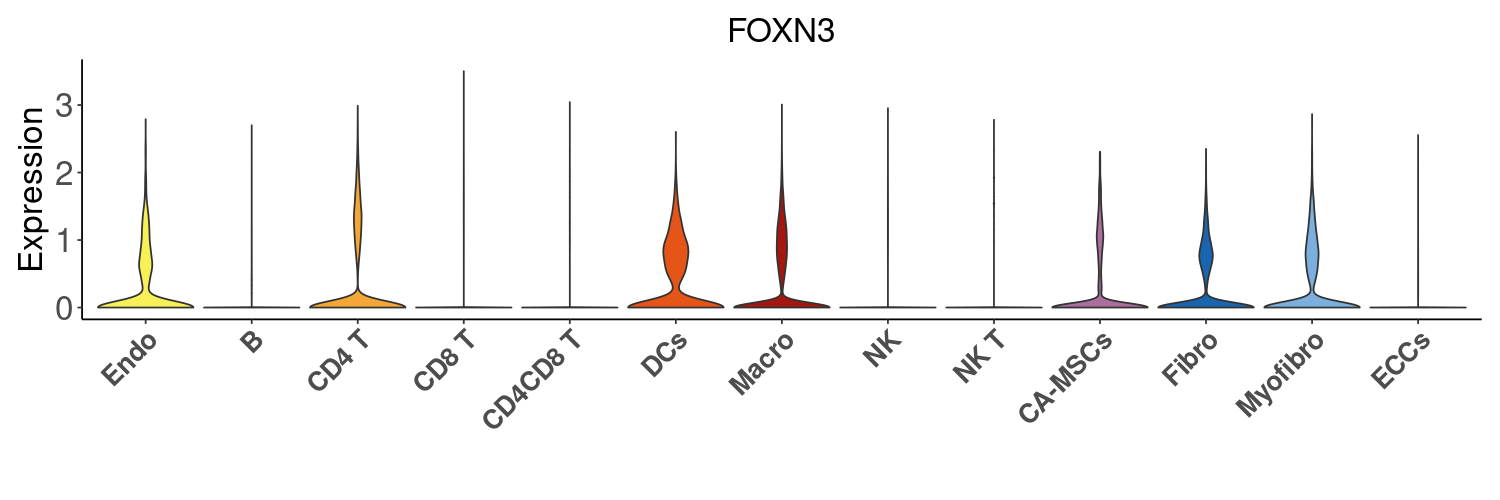 FOXN3
Expression
3
2
1
0
Endo
B
CD4 T
CD8 T
CD4CD8 T
DCs
Macro
NK
NK T
CA-MSCs
Fibro
Myofibro
ECCs